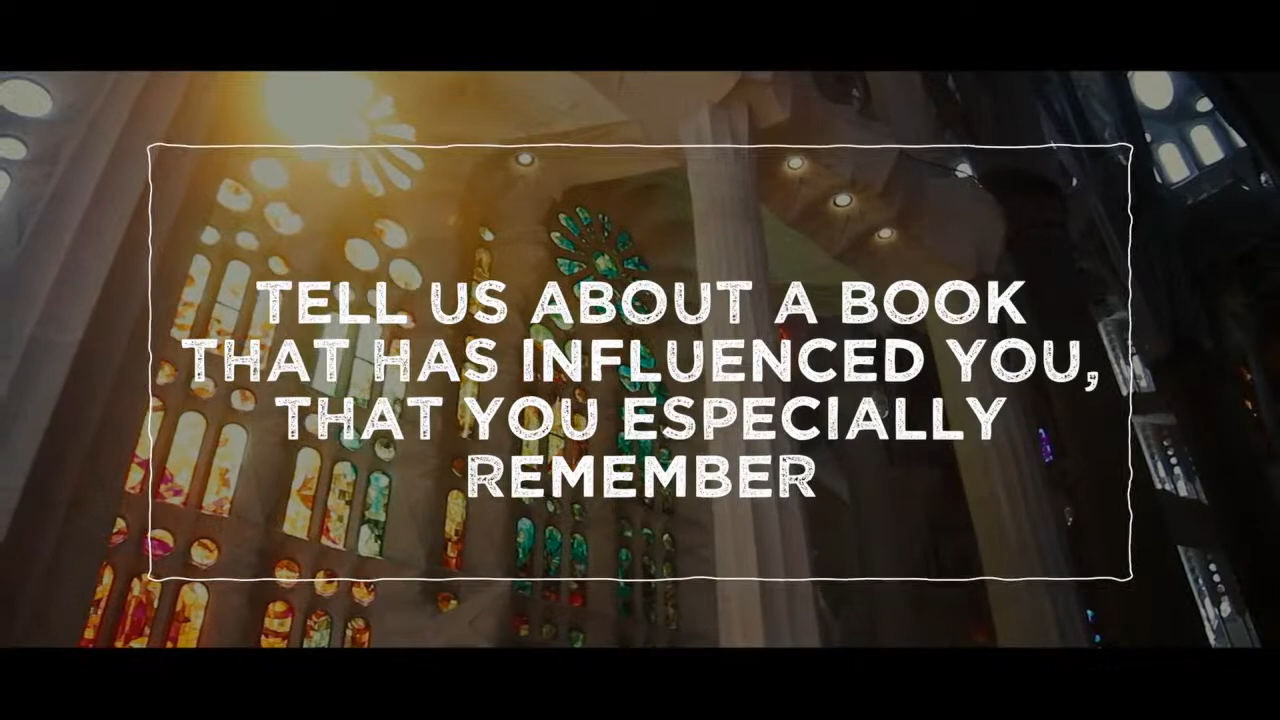 TELL US ABOUT A BOOK
THAT HAS INFLUENCED YOU,
THAT YOU ESPECIALLY
REMEMBER